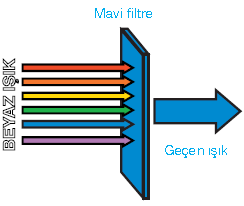 Mavi filtre
BEYAZ IŞIK
Geçen ışık